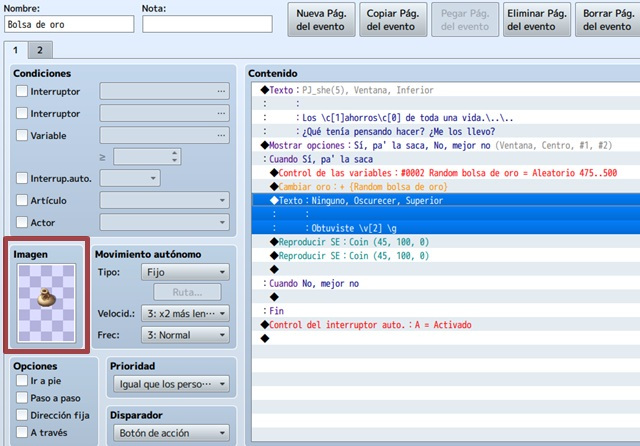 Nombre:
Nota:
Bolsa de oro
Nueva Pág.
del evento
Copiar Pág.
del evento
Pegar Pág.
del evento
Eliminar Pág.
del evento
Borrar Pág.
del evento
1
2
Condiciones
Interruptor
...
Interruptor
...
Variable
...
≥
Interrup.auto.
Artículo
...
Actor
...
Imagen
Movimiento autónomo
Tipo:
Fijo
Ruta...
Velocid.:
3: x2 más len···
Frec:
3: Normal
Opciones
Ir a pie
Paso a paso
Dirección fija
A través
Prioridad
Igual que los perso···
Disparador
Botón de acción
Contenido
◆Texto：PJ_she(5), Ventana, Inferior
：　　：
：　　：Los \c[1]ahorros\c[0] de toda una vida.\..\..
：　　：¿Qué tenía pensando hacer? ¿Me los llevo?
◆Mostrar opciones：Sí, pa' la saca, No, mejor no (Ventana, Centro, #1, #2)
：Cuando Sí, pa' la saca
◆Control de las variables：#0002 Random bolsa de oro = Aleatorio 475..500
◆Cambiar oro：+ {Random bolsa de oro}
◆Texto：Ninguno, Oscurecer, Superior
：　　：
：　　：Obtuviste \v[2] \g
◆Reproducir SE：Coin (45, 100, 0)
◆Reproducir SE：Coin (45, 100, 0)
◆
：Cuando No, mejor no
◆
：Fin
◆Control del interruptor auto.：A = Activado
◆